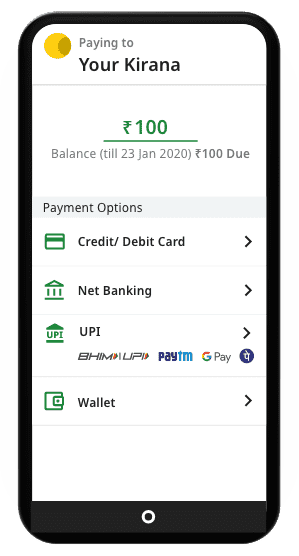 Paying to
Your Kirana
₹100
Balance (till 23 Jan 2020) ₹100 Due
Payment Options
Credit/ Debit Card
Net Banking
UPI
UPI
BHIM UPI Paytm G Pay पे
Wallet